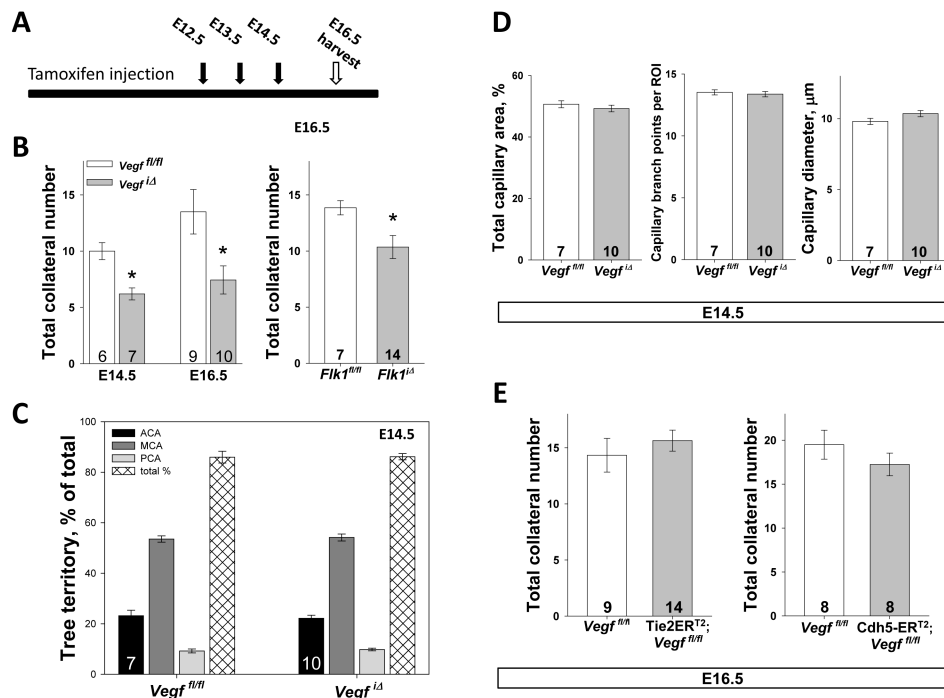 A
E12.5
E13.5
E14.5
E16.5
harvest
Tamoxifen injection
B
E16.5
Vegf fl/fl
Vegf iΔ
Total collateral number
15
10
5
0
*
*
6
7
9
10
E14.5
E16.5
Total collateral number
15
10
5
0
*
7
14
Flk1fl/fl
Flk1iΔ
C
E14.5
ACA
MCA
PCA
total %
Tree territory, % of total
100
80
60
40
20
0
7
10
Vegf fl/fl
Vegf iΔ
D
Total capillary area, %
60
50
40
30
20
10
0
7
10
Vegf fl/fl
Vegf iΔ
Capillary branch points per ROI
15
10
5
0
7
10
Vegf fl/fl
Vegf iΔ
Capillary diameter, µm
10
5
0
7
10
Vegf fl/fl
Vegf iΔ
E14.5
E
Total collateral number
15
10
5
0
9
14
Vegf fl/fl
Tie2ERT2;
Vegf fl/fl
Total collateral number
20
15
10
5
0
8
8
Vegf fl/fl
Cdh5-ERT2;
Vegf fl/fl
E16.5